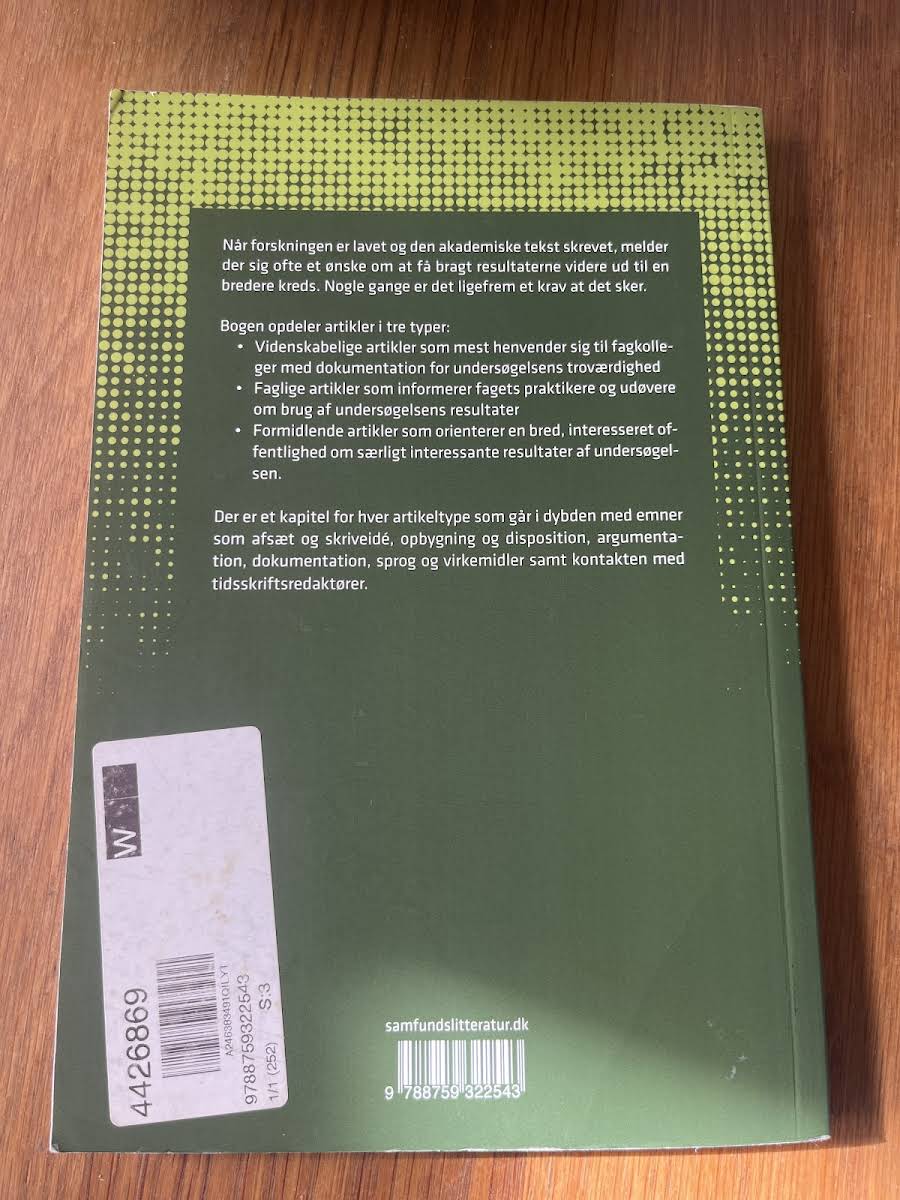 Når forskningen er lavet og den akademiske tekst skrevet, melder
der sig ofte et ønske om at få bragt resultaterne videre ud til en
bredere kreds. Nogle gange er det ligefrem et krav at det sker.
Bogen opdeler artikler i tre typer:
• Videnskabelige artikler som mest henvender sig til fagkolle-
ger med dokumentation for undersøgelsens troværdighed
• Faglige artikler som informerer fagets praktikere og udøvere
om brug af undersøgelsens resultater
• Formidlende artikler som orienterer en bred, interesseret of-
fentlighed om særligt interessante resultater af undersøgel-
sen.
Der er et kapitel for hver artikeltype som går i dybden med emner
som afsæt og skriveidé, opbygning og disposition, argumenta-
tion, dokumentation, sprog og virkemidler samt kontakten med
tidsskriftsredaktører.
W
4426869
A246383491QILY1
9788759322543
S:3
1/1 (252)
samfundslitteratur.dk
9 788759 322543